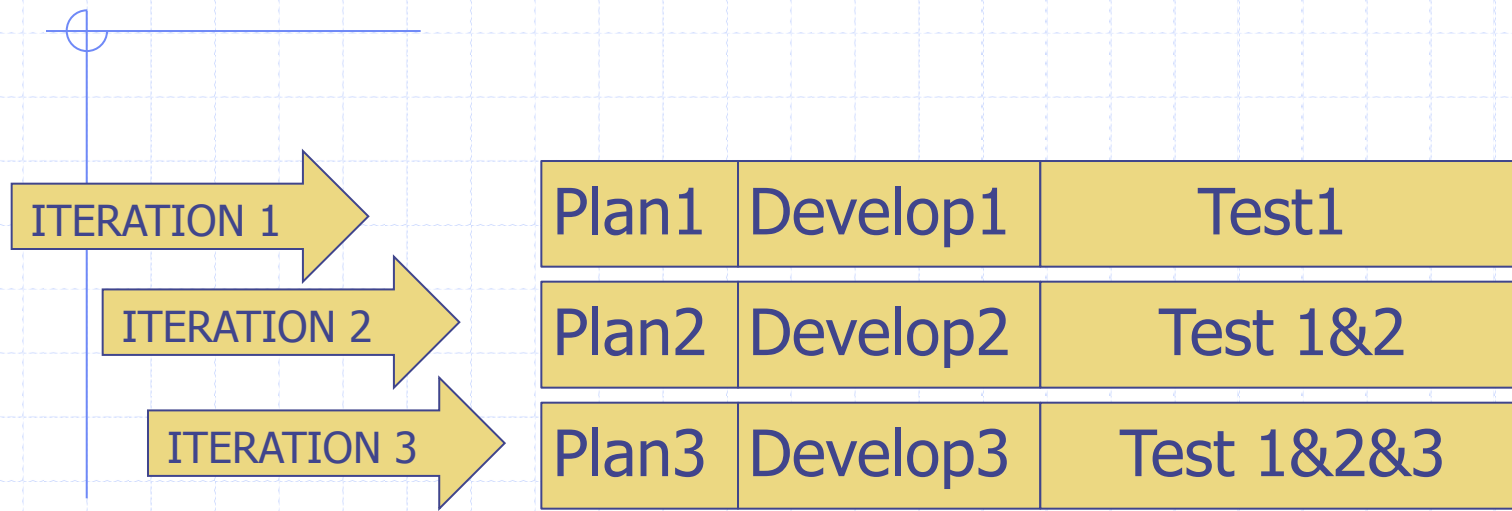 ITERATION 1
Plan1 Develop1 Test1
ITERATION 2
Plan2 Develop2 Test 1&2
ITERATION 3
Plan3 Develop3 Test 1&2&3